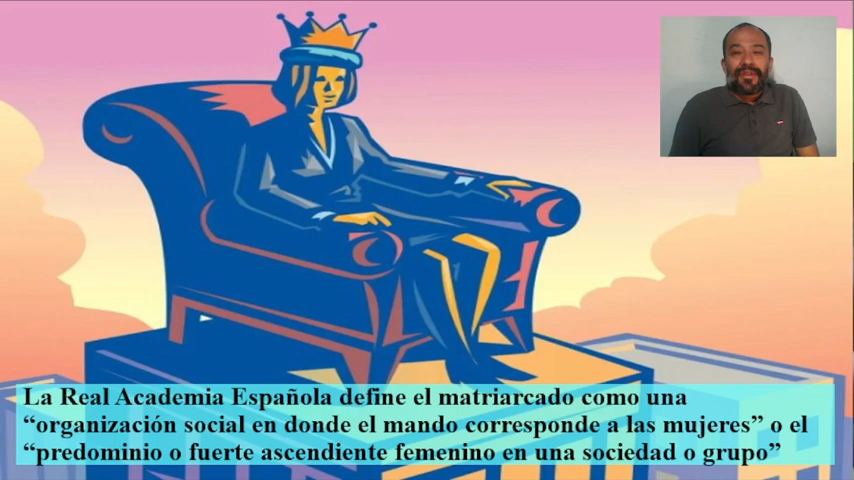 La Real Academia Española define el matriarcado como una
“organización social en donde el mando corresponde a las mujeres” o el
“predominio o fuerte ascendiente femenino en una sociedad o grupo”